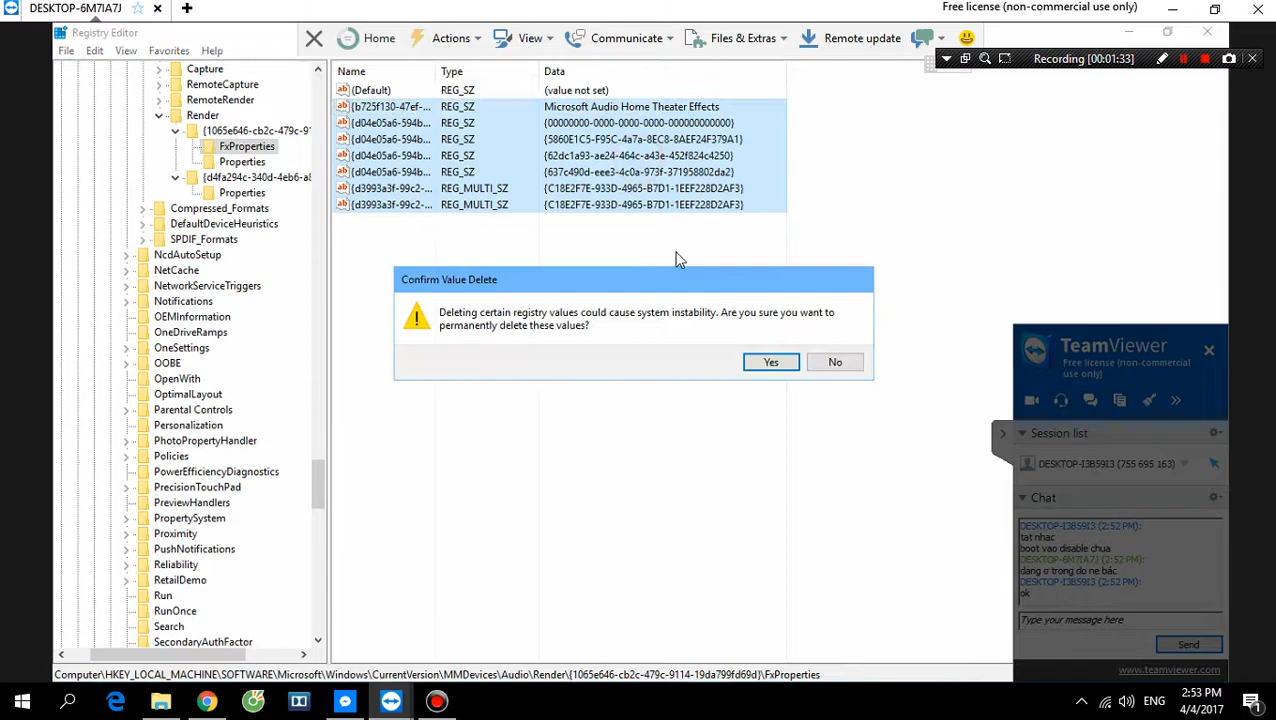 DESKTOP-6M7IA7J
Free license (non-commercial use only)
Registry Editor
File Edit View Favorites Help
Home Actions View Communicate Files & Extras Remote update
Recording [00:01:33]
Capture
RemoteCapture
RemoteRender
Render
{1065e646-cb2c-479c-91
FxProperties
Properties
{d4fa294c-340d-4eb6-a8
Properties
Compressed_Formats
DefaultDeviceHeuristics
SPDIF_Formats
NcdAutoSetup
NetCache
NetworkServiceTriggers
Notifications
OEMInformation
OneDriveRamps
OneSettings
OOBE
OpenWith
OptimalLayout
Parental Controls
Personalization
PhotoPropertyHandler
Policies
PowerEfficiencyDiagnostics
PrecisionTouchPad
PreviewHandlers
PropertySystem
Proximity
PushNotifications
Reliability
RetailDemo
Run
RunOnce
Search
SecondaryAuthFactor
Name Type Data
(Default) REG_SZ (value not set)
{b725f130-47ef-... REG_SZ Microsoft Audio Home Theater Effects
{d04e05a6-594b... REG_SZ {00000000-0000-0000-0000-000000000000}
{d04e05a6-594b... REG_SZ {5860E1C5-F95C-4a7a-8EC8-8AEF24F379A1}
{d04e05a6-594b... REG_SZ {62dc1a93-ae24-464c-a43e-452f824c4250}
{d04e05a6-594b... REG_SZ {637c490d-eee3-4c0a-973f-371958802da2}
{d3993a3f-99c2-... REG_MULTI_SZ {C18E2F7E-933D-4965-B7D1-1EEF228D2AF3}
{d3993a3f-99c2-... REG_MULTI_SZ {C18E2F7E-933D-4965-B7D1-1EEF228D2AF3}
Confirm Value Delete
Deleting certain registry values could cause system instability. Are you sure you want to
permanently delete these values?
Yes No
TeamViewer
Free license (non-commercial
use only)
Session list
DESKTOP-I3B59I3 (755 695 163)
Chat
DESKTOP-I3B59I3 (2:52 PM):
tat nhac
boot vao disable chua
DESKTOP-6M7IA7J (2:52 PM):
dang σ trong do ne bác
DESKTOP-I3B59I3 (2:52 PM):
ok
Type your message here
Send
www.teamviewer.com
Computer\HKEY_LOCAL_MACHINE\SOFTWARE\Microsoft\Windows\CurrentVersion\MMDevices\Audio\Render\{1065e646-cb2c-479c-9114-19da799fd69d}\FxProperties
ENG
2:53 PM
4/4/2017
1